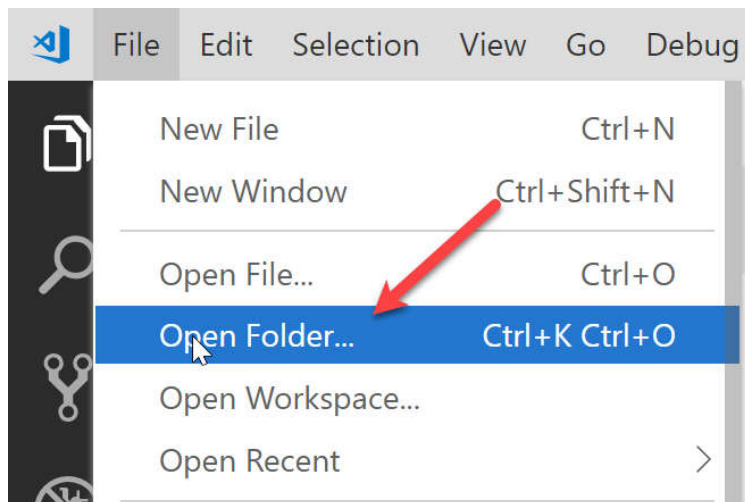 File Edit Selection View Go Debug
New File Ctrl+N
New Window Ctrl+Shift+N
Open File... Ctrl+O
Open Folder... Ctrl+K Ctrl+O
Open Workspace...
Open Recent